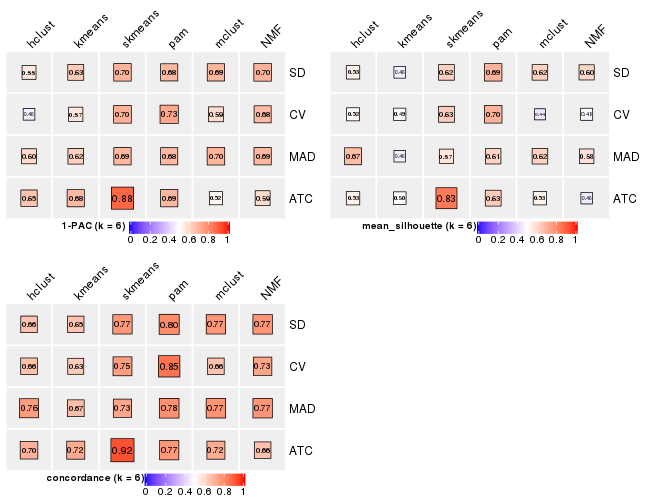 hclust kmeans skmeans pam mclust NMF
0.55 0.63 0.70 0.68 0.69 0.70 SD
0.57 0.70 0.73 0.59 0.68 CV
0.60 0.62 0.69 0.68 0.70 0.69 MAD
0.65 0.68 0.88 0.69 0.52 0.59 ATC
1-PAC (k = 6)
0 0.2 0.4 0.6 0.8 1
hclust kmeans skmeans pam mclust NMF
0.53 0.62 0.69 0.62 0.60 SD
0.52 0.49 0.63 0.70 0.44 CV
0.67 0.57 0.61 0.62 0.58 MAD
0.53 0.50 0.83 0.63 0.53 ATC
mean_silhouette (k = 6)
0 0.2 0.4 0.6 0.8 1
hclust kmeans skmeans pam mclust NMF
0.66 0.65 0.77 0.80 0.77 0.77 SD
0.66 0.63 0.75 0.85 0.66 0.73 CV
0.76 0.67 0.73 0.78 0.77 0.77 MAD
0.70 0.72 0.92 0.77 0.72 0.66 ATC
concordance (k = 6)
0 0.2 0.4 0.6 0.8 1